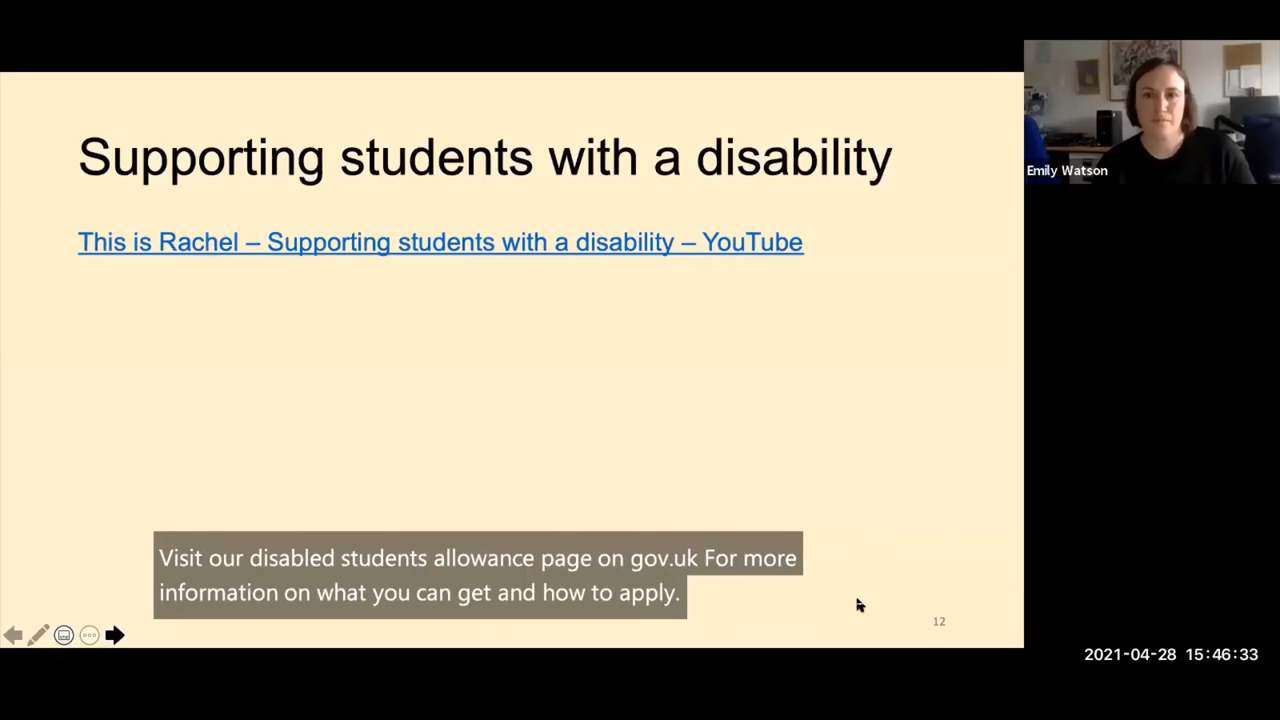 Supporting students with a disability
This is Rachel – Supporting students with a disability – YouTube
Emily Watson
Visit our disabled students allowance page on gov.uk For more
information on what you can get and how to apply.
12
2021-04-28 15:46:33